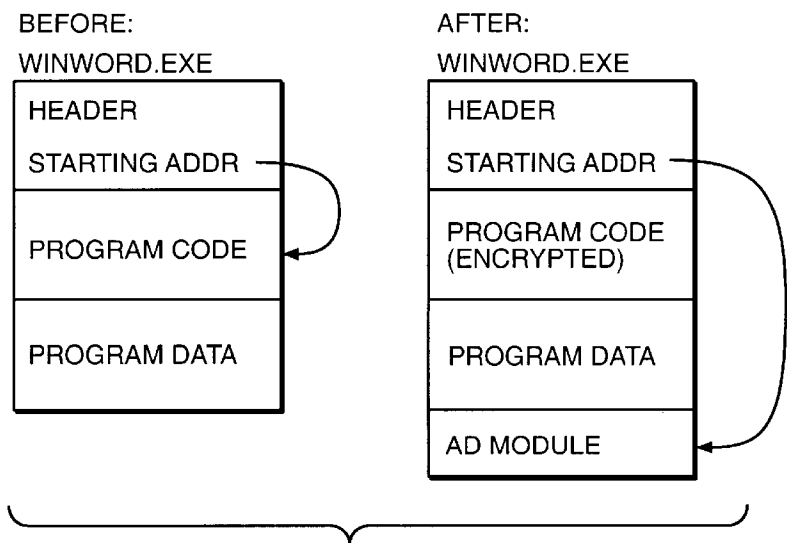 BEFORE:
WINWORD.EXE
HEADER
STARTING ADDR
PROGRAM CODE
PROGRAM DATA
AFTER:
WINWORD.EXE
HEADER
STARTING ADDR
PROGRAM CODE
(ENCRYPTED)
PROGRAM DATA
AD MODULE